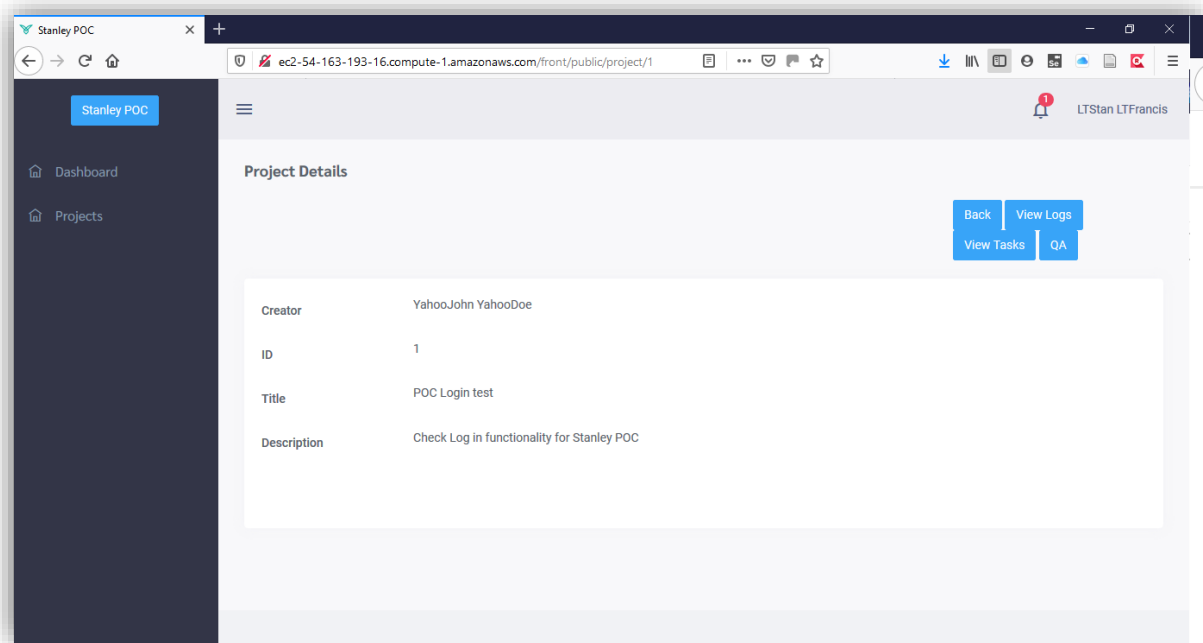 Stanley POC
ec2-54-163-193-16.compute-1.amazonaws.com/front/public/project/1
Se
Stanley POC
1
LTStan LTFrancis
Dashboard
Projects
Project Details
Back View Logs
View Tasks QA
Creator YahooJohn YahooDoe
ID 1
Title POC Login test
Description Check Log in functionality for Stanley POC